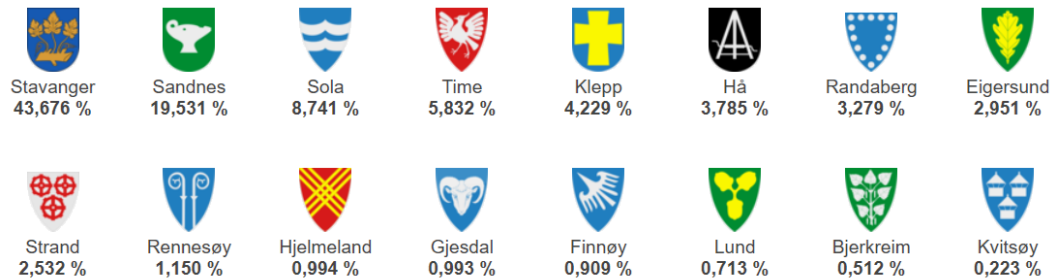 Stavanger Sandnes Sola Time Klepp Hå Randaberg Eigersund
43,676 % 19,531 % 8,741 % 5,832 % 4,229 % 3,785 % 3,279 % 2,951 %
Strand Rennesøy Hjelmeland Gjesdal Finnøy Lund Bjerkreim Kvitsøy
2,532 % 1,150 % 0,994 % 0,993 % 0,909 % 0,713 % 0,512 % 0,223 %